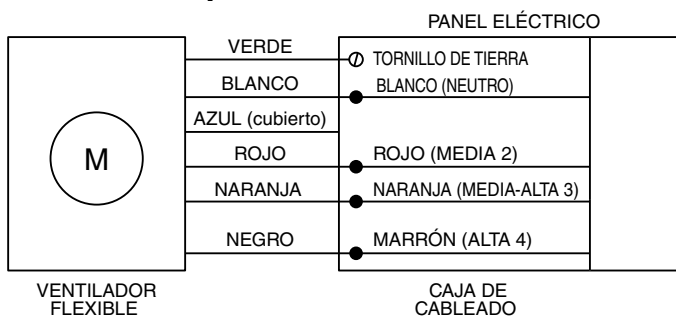 PANEL ELÉCTRICO
VERDE
TORNILLO DE TIERRA
BLANCO
BLANCO (NEUTRO)
AZUL (cubierto)
M
ROJO
ROJO (MEDIA 2)
NARANJA
NARANJA (MEDIA-ALTA 3)
NEGRO
MARRÓN (ALTA 4)
VENTILADOR
FLEXIBLE
CAJA DE
CABLEADO